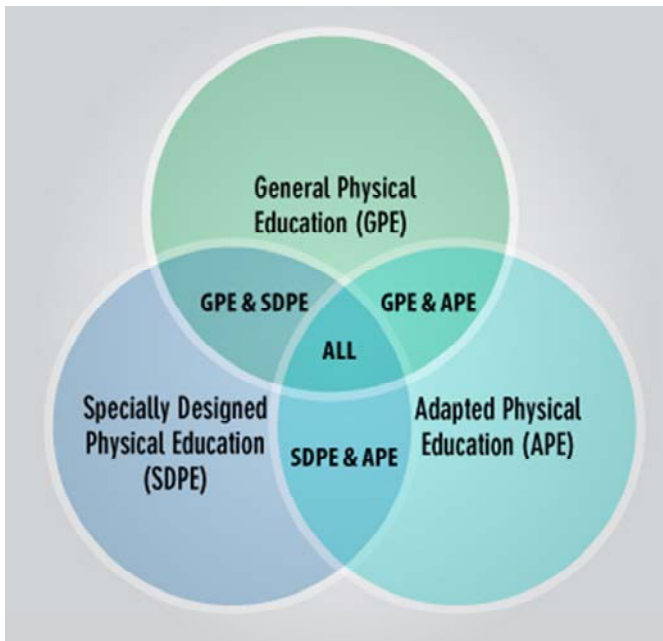 General Physical
Education (GPE)
GPE & SDPE
GPE & APE
ALL
Specially Designed
Physical Education
(SDPE)
SDPE & APE
Adapted Physical
Education (APE)